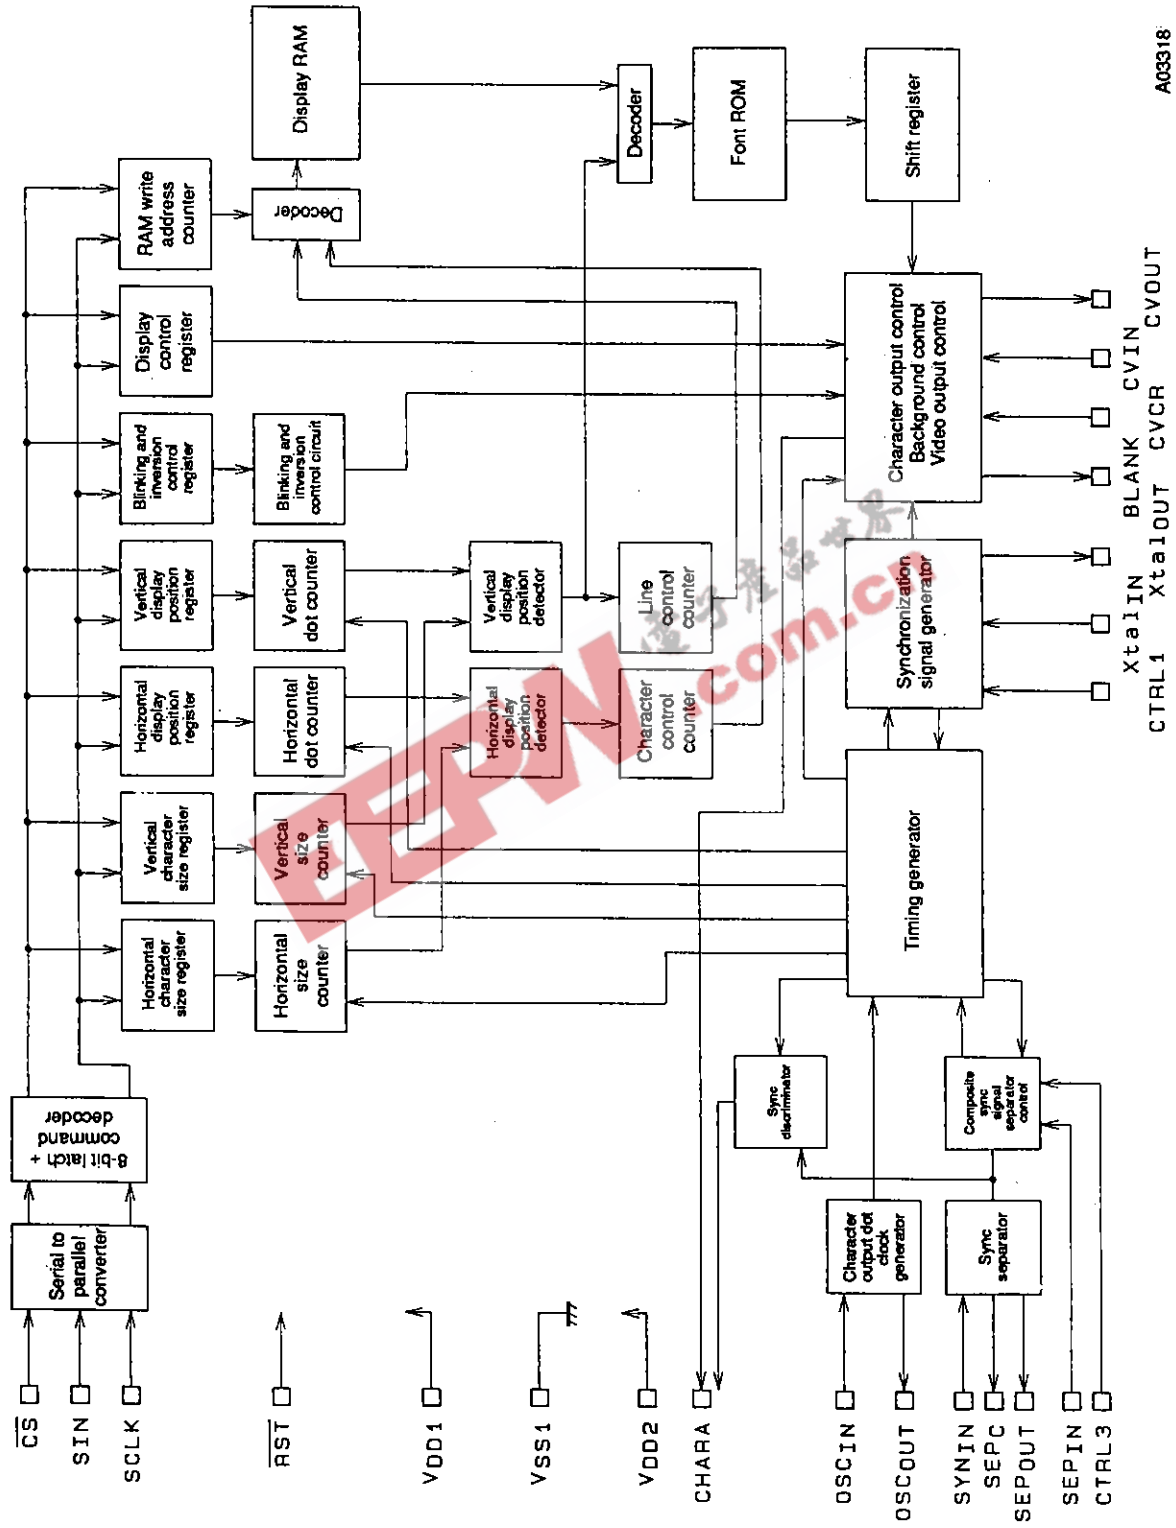 CS
SIN
SCLK
RST
VDD1
VSS1
VDD2
CHARA
OSCIN
OSCOUT
SYNIN
SEPC
SEPOUT
SEPIN
CTRL3
Serial to
parallel
converter
8-bit latch +
command
decoder
Horizontal
character
size register
Vertical
character
size register
Horizontal
display
position
register
Vertical
display
position
register
Blinking and
inversion
control
register
Display
control
register
RAM write
address
counter
Horizontal
size
counter
Vertical
size
counter
Horizontal
dot counter
Vertical
dot counter
Blinking and
inversion
control circuit
Decoder
Display RAM
Horizontal
display
position
detector
Vertical
display
position
detector
Character
control
counter
Line
control
counter
Decoder
Font ROM
Shift register
Sync
discriminator
Character
output dot
clock
generator
Sync
separator
Composite
sync
signal
separator
control
Timing generator
Synchronization
signal generator
Character output control
Background control
Video output control
CTRL1
XtalIN
XtalOUT
BLANK
CVCR
CVIN
CVOUT
A03318
EEPW.com.cn
電子産品世界